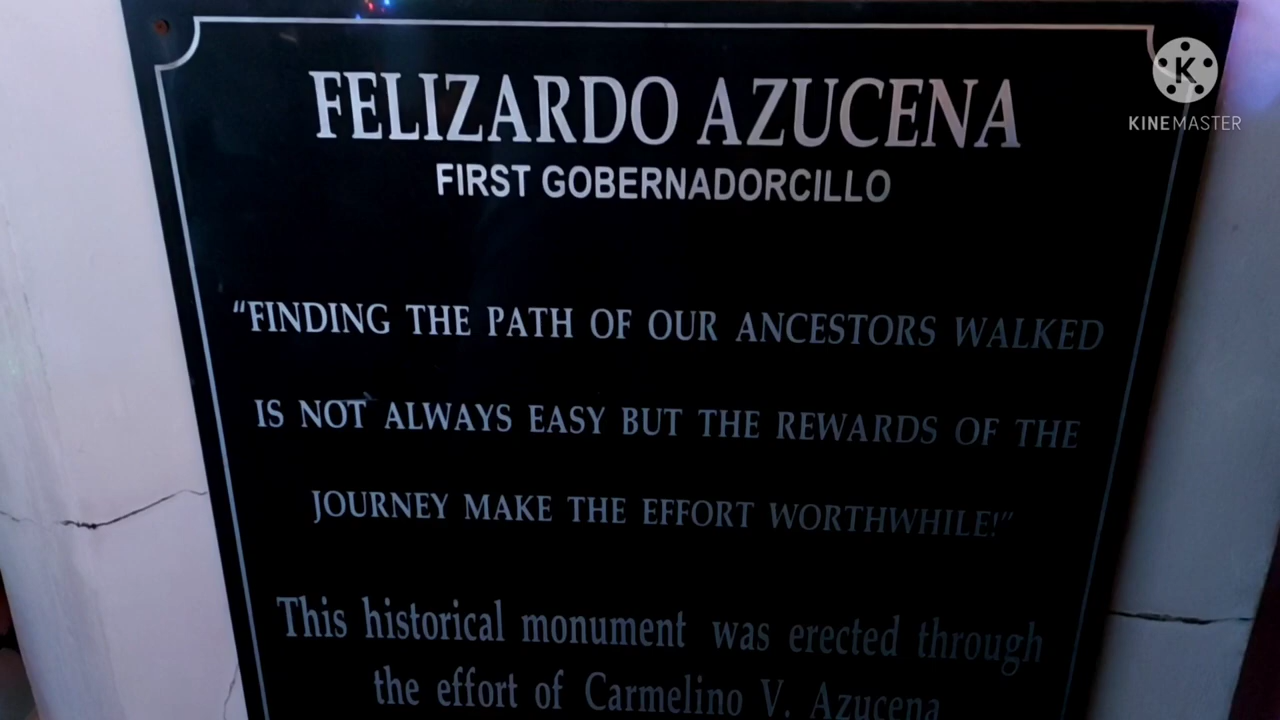 FELIZARDO AZUCENA
FIRST GOBERNADORCILLO
“FINDING THE PATH OF OUR ANCESTORS WALKED
IS NOT ALWAYS EASY BUT THE REWARDS OF THE
JOURNEY MAKE THE EFFORT WORTHWHILE!”
This historical monument was erected through
the effort of Carmelino V. Azucena
K
KINEMASTER